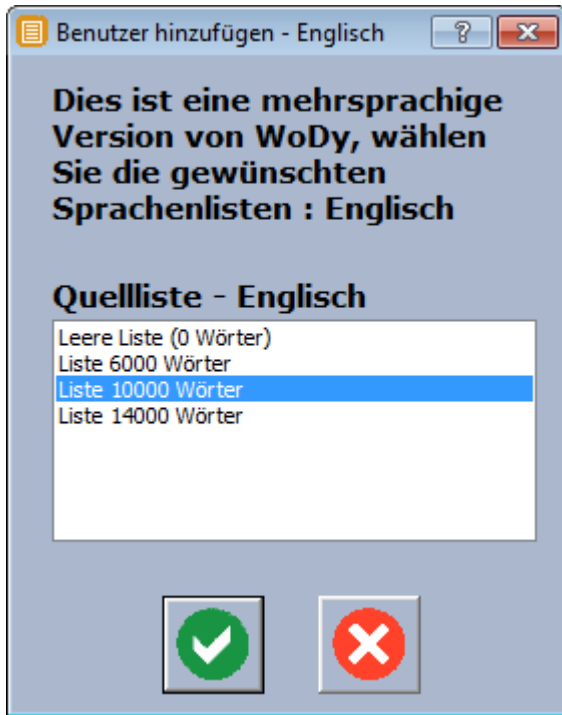 Benutzer hinzufügen - Englisch
Dies ist eine mehrsprachige
Version von WoDy, wählen
Sie die gewünschten
Sprachenlisten : Englisch
Quellliste - Englisch
Leere Liste (0 Wörter)
Liste 6000 Wörter
Liste 10000 Wörter
Liste 14000 Wörter